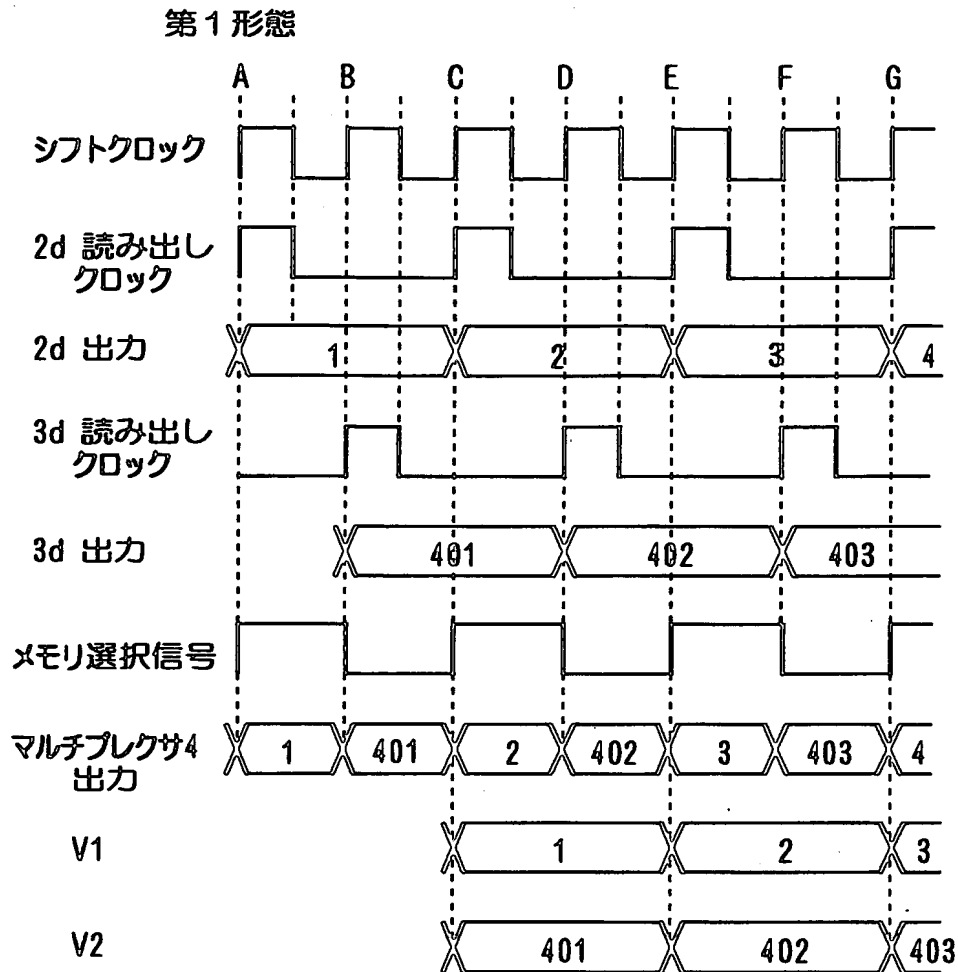 第1形態
A B C D E F G
シフトクロック
2d 読み出し
クロック
2d 出力
1 2 3 4
3d 読み出し
クロック
3d 出力
401 402 403
メモリ選択信号
マルチプレクサ4
出力
1 401 2 402 3 403 4
V1
1 2 3
V2
401 402 403